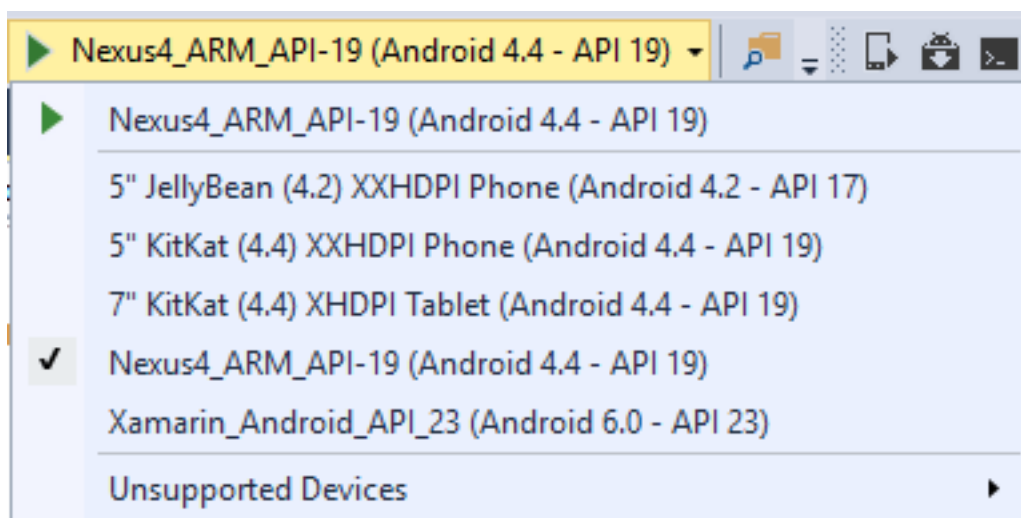 Nexus4_ARM_API-19 (Android 4.4 - API 19)
Nexus4_ARM_API-19 (Android 4.4 - API 19)
5" JellyBean (4.2) XXHDPI Phone (Android 4.2 - API 17)
5" KitKat (4.4) XXHDPI Phone (Android 4.4 - API 19)
7" KitKat (4.4) XHDPI Tablet (Android 4.4 - API 19)
Nexus4_ARM_API-19 (Android 4.4 - API 19)
Xamarin_Android_API_23 (Android 6.0 - API 23)
Unsupported Devices